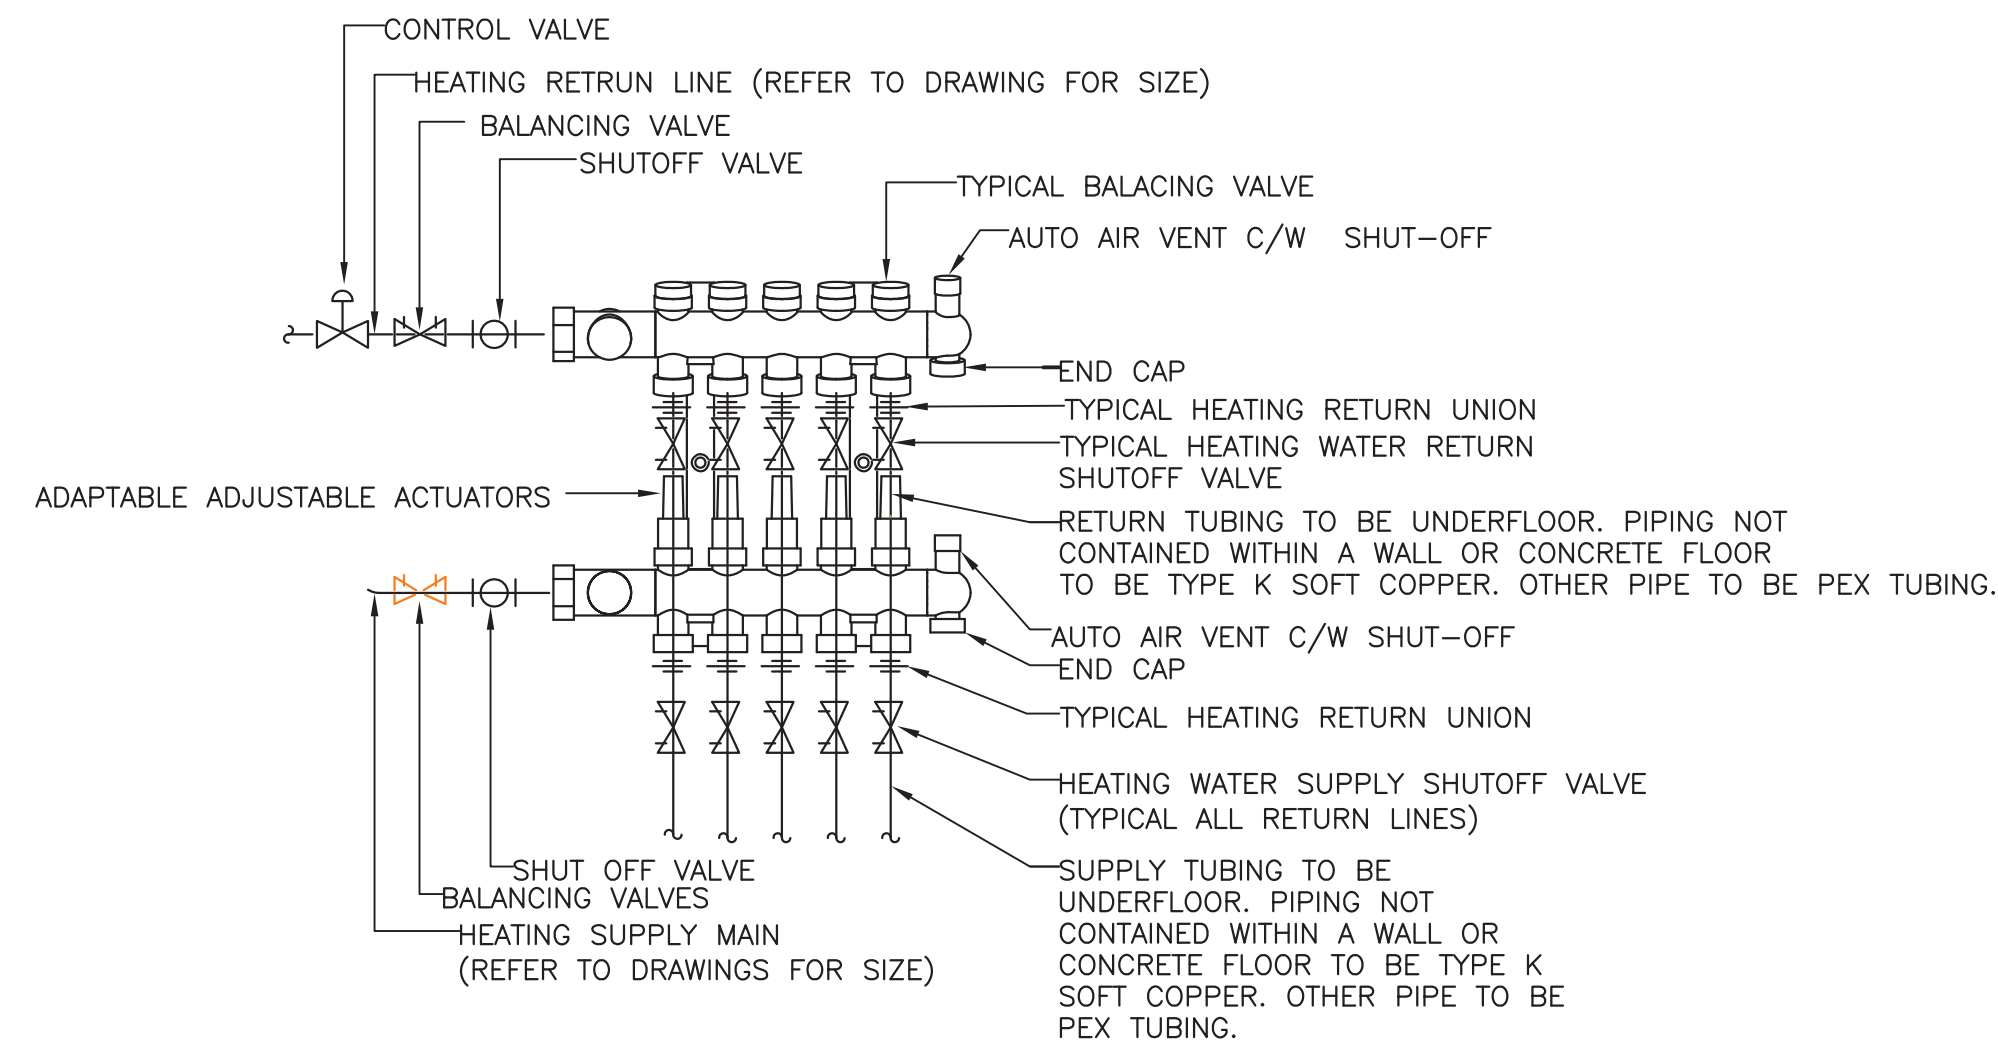 CONTROL VALVE
HEATING RETRUN LINE (REFER TO DRAWING FOR SIZE)
BALANCING VALVE
SHUTOFF VALVE
TYPICAL BALACING VALVE
AUTO AIR VENT C/W SHUT-OFF
END CAP
TYPICAL HEATING RETURN UNION
TYPICAL HEATING WATER RETURN
SHUTOFF VALVE
ADAPTABLE ADJUSTABLE ACTUATORS
RETURN TUBING TO BE UNDERFLOOR. PIPING NOT
CONTAINED WITHIN A WALL OR CONCRETE FLOOR
TO BE TYPE K SOFT COPPER. OTHER PIPE TO BE PEX TUBING.
AUTO AIR VENT C/W SHUT-OFF
END CAP
TYPICAL HEATING RETURN UNION
HEATING WATER SUPPLY SHUTOFF VALVE
(TYPICAL ALL RETURN LINES)
SHUT OFF VALVE
BALANCING VALVES
HEATING SUPPLY MAIN
(REFER TO DRAWINGS FOR SIZE)
SUPPLY TUBING TO BE
UNDERFLOOR. PIPING NOT
CONTAINED WITHIN A WALL OR
CONCRETE FLOOR TO BE TYPE K
SOFT COPPER. OTHER PIPE TO BE
PEX TUBING.